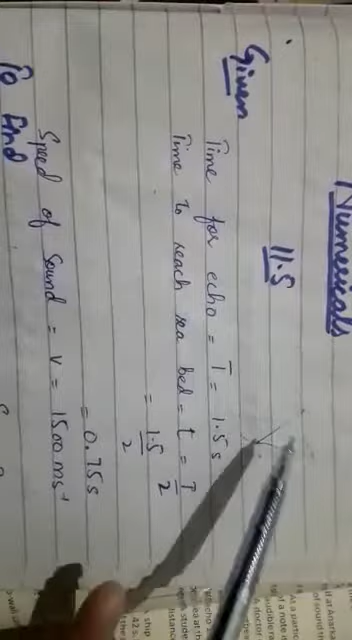 Numericals
11.5
Given
Time for echo = T = 1.5 s
Time to reach sea bed = t = T/2
= 1.5/2
= 0.75 s
Speed of Sound = v = 1500 ms⁻¹
To find